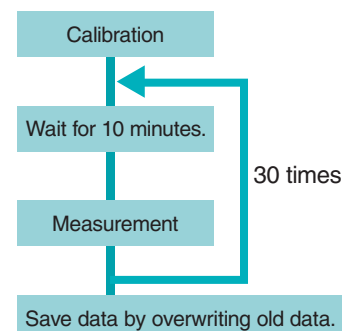 Calibration
Wait for 10 minutes.
30 times
Measurement
Save data by overwriting old data.